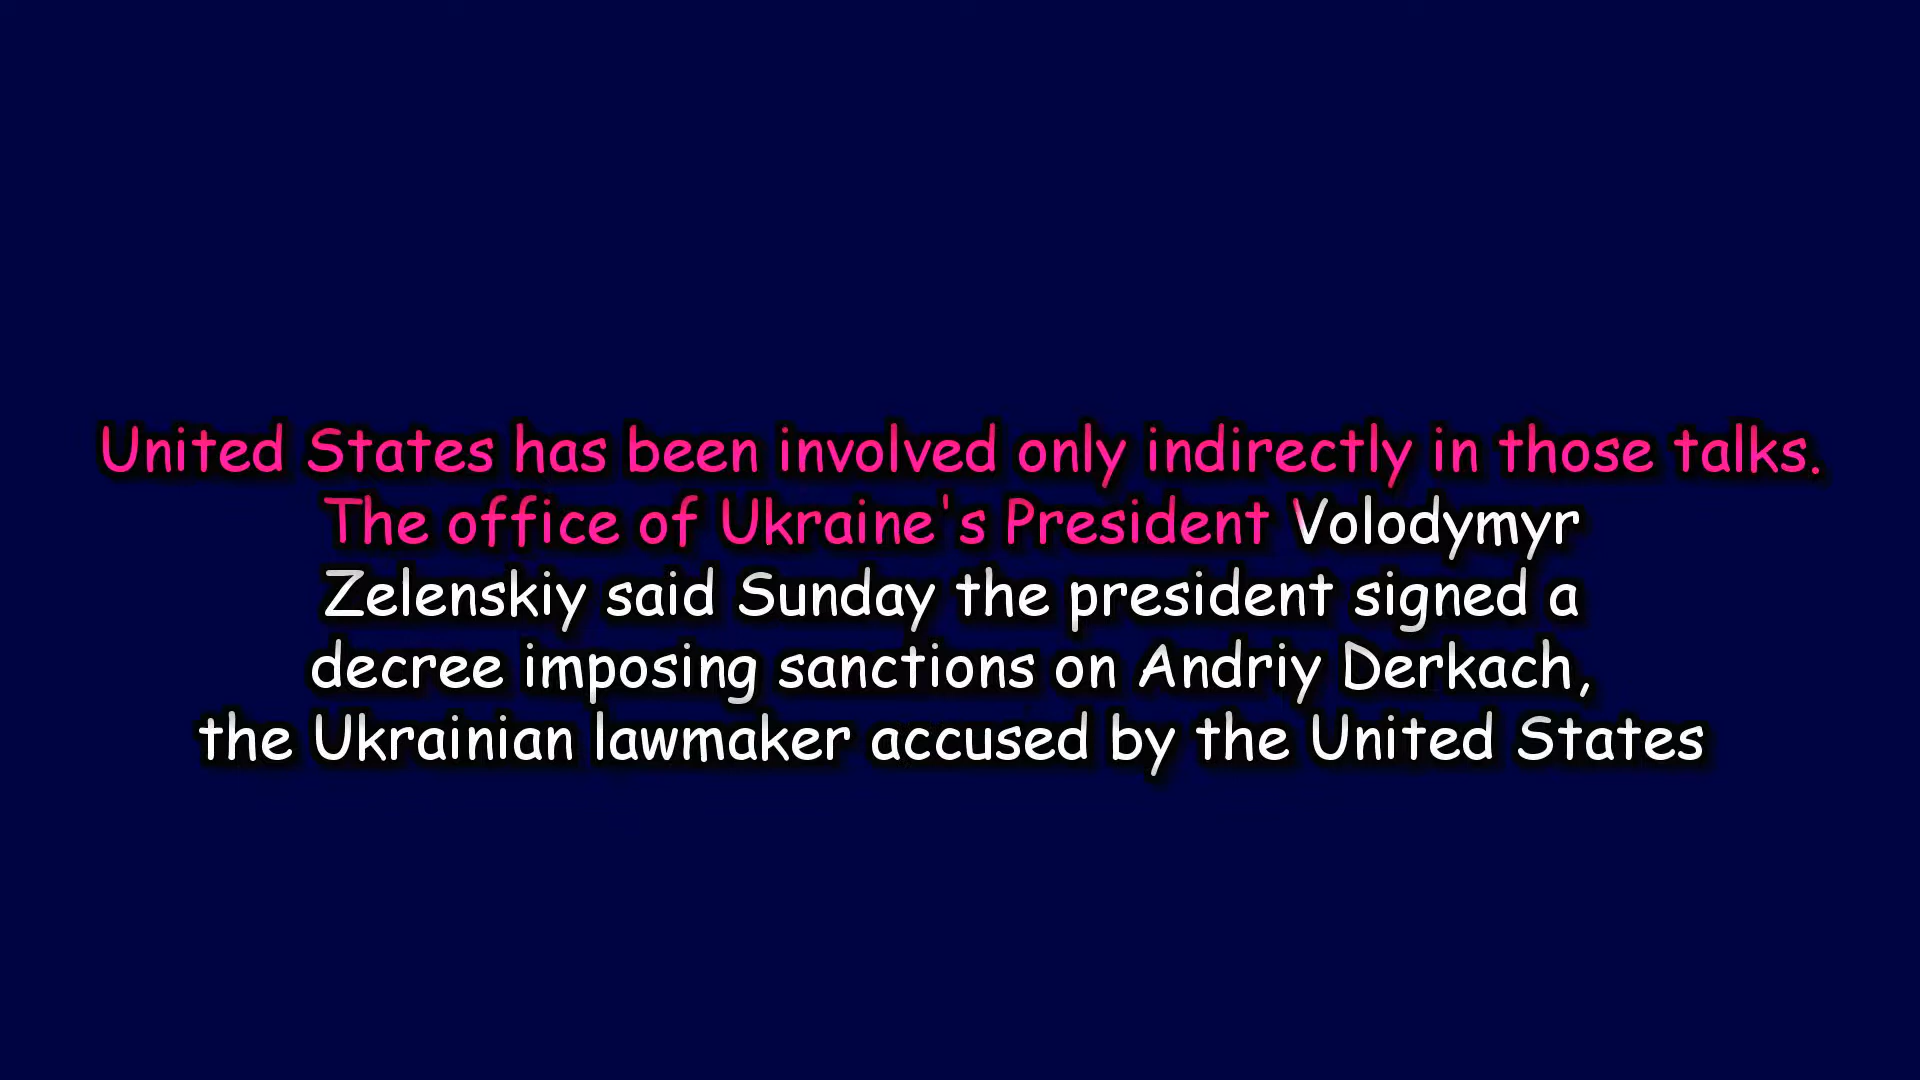 United States has been involved only indirectly in those talks.
The office of Ukraine's President Volodymyr
Zelenskiy said Sunday the president signed a
decree imposing sanctions on Andriy Derkach,
the Ukrainian lawmaker accused by the United States